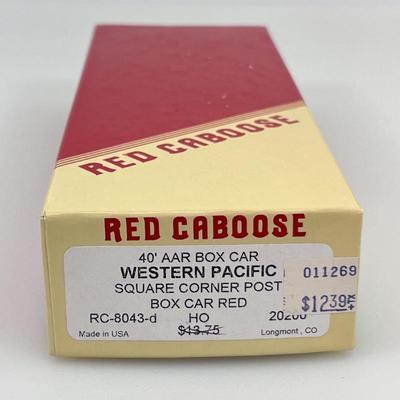 RED CABOOSE
RED CABOOSE
40' AAR BOX CAR
WESTERN PACIFIC
SQUARE CORNER POST
BOX CAR RED
011269
$12.39
RC-8043-d HO 20200
Made in USA $13.75 Longmont, CO